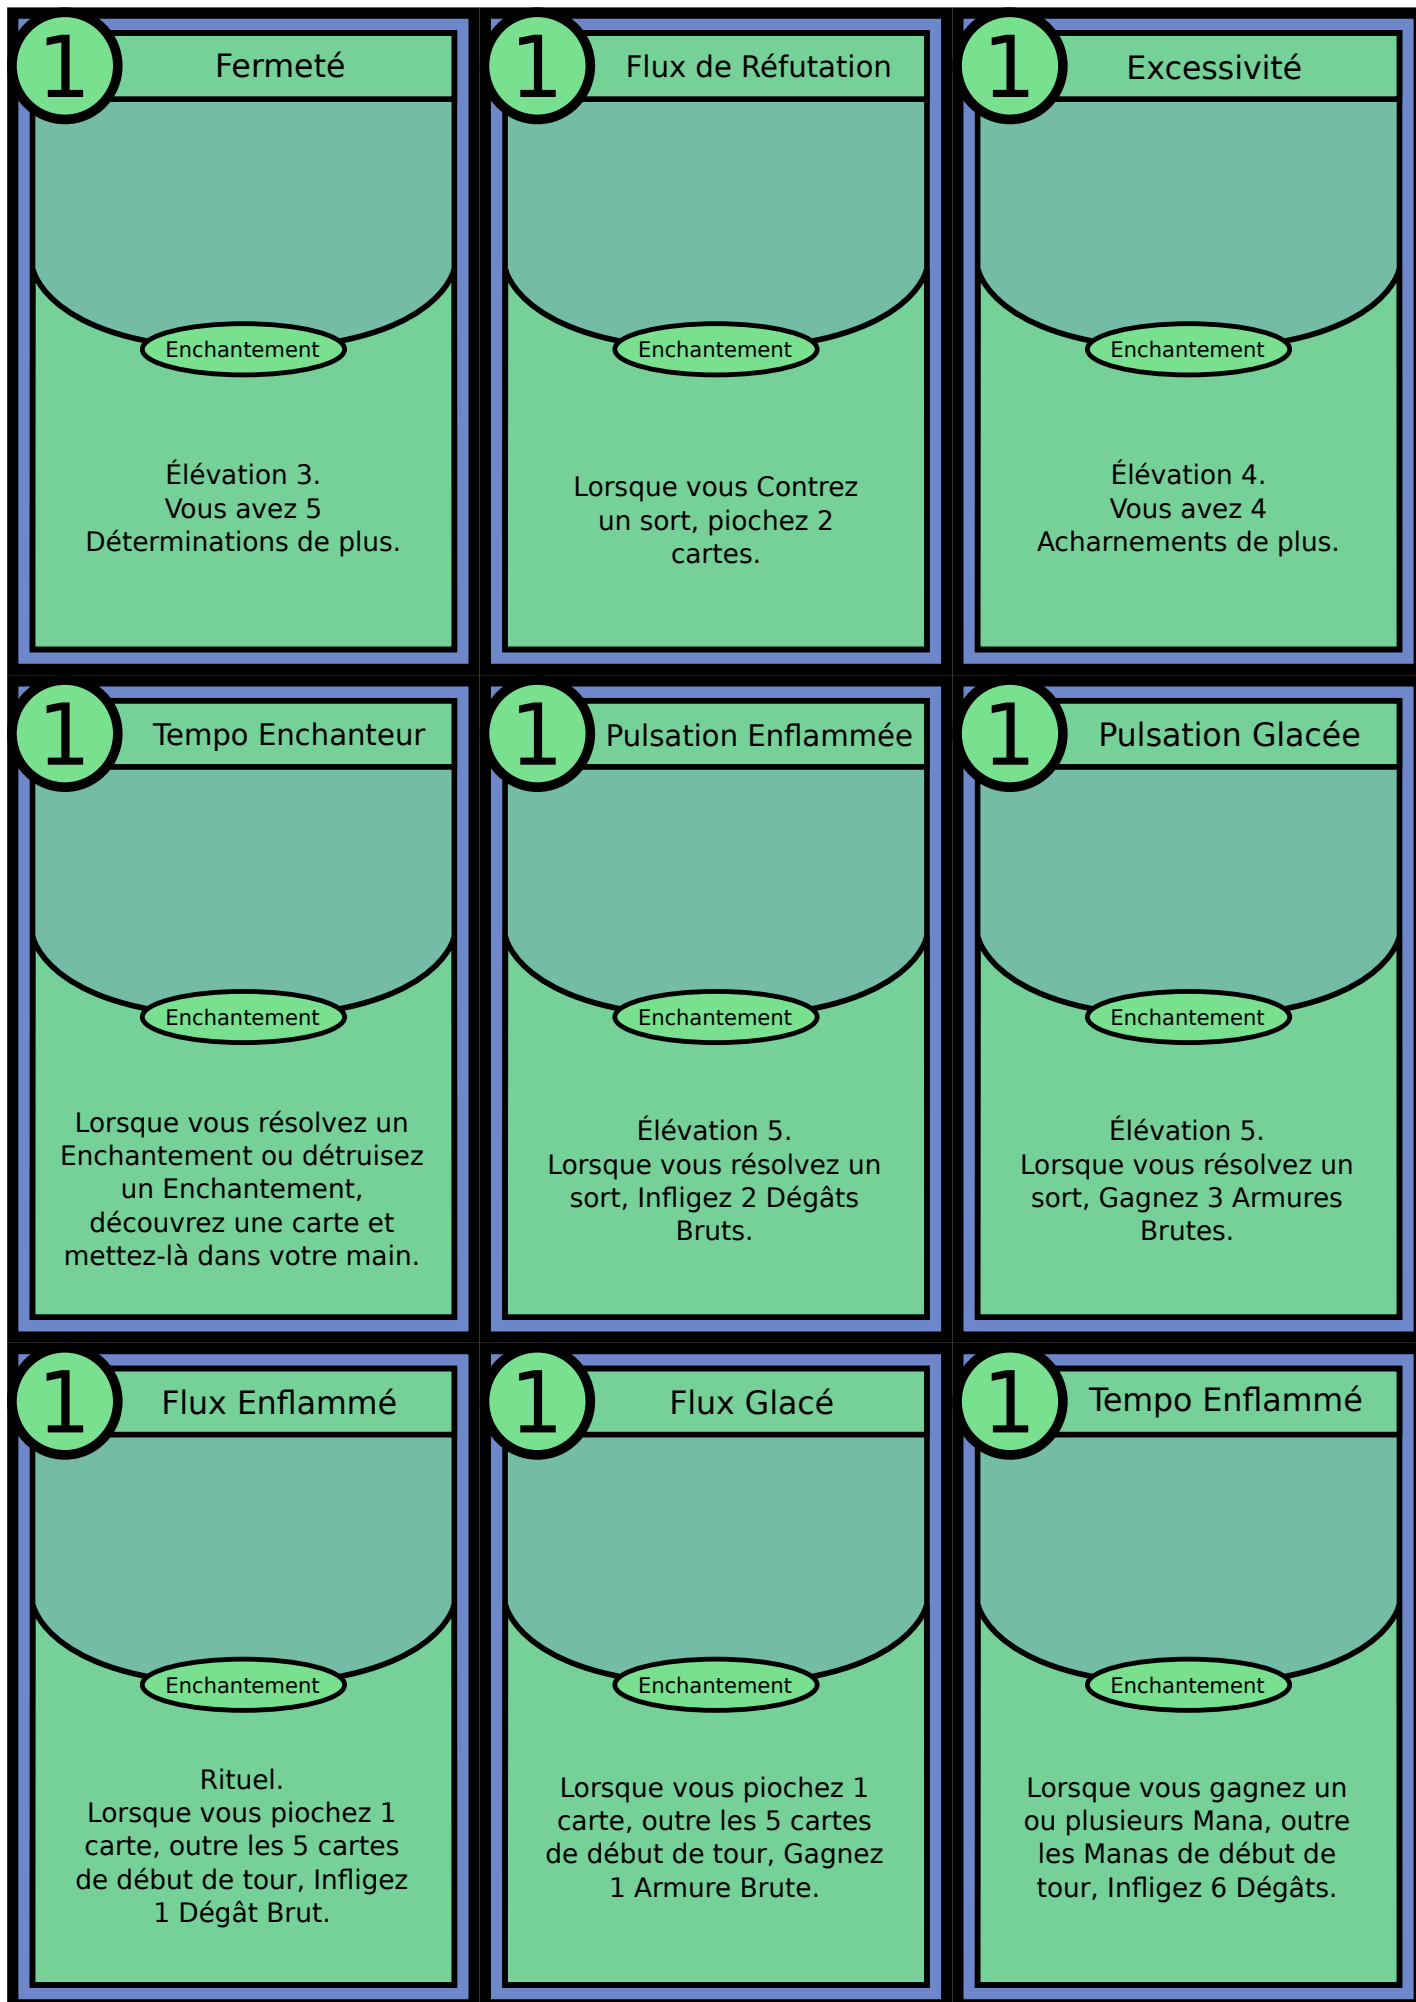 1
Fermeté
Enchantement
Élévation 3.
Vous avez 5
Déterminations de plus.
1
Flux de Réfutation
Enchantement
Lorsque vous Contrez
un sort, piochez 2
cartes.
1
Excessivité
Enchantement
Élévation 4.
Vous avez 4
Acharnements de plus.
1
Tempo Enchanteur
Enchantement
Lorsque vous résolvez un
Enchantement ou détruisez
un Enchantement,
découvrez une carte et
mettez-là dans votre main.
1
Pulsation Enflammée
Enchantement
Élévation 5.
Lorsque vous résolvez un
sort, Infligez 2 Dégâts
Bruts.
1
Pulsation Glacée
Enchantement
Élévation 5.
Lorsque vous résolvez un
sort, Gagnez 3 Armures
Brutes.
1
Flux Enflammé
Enchantement
Rituel.
Lorsque vous piochez 1
carte, outre les 5 cartes
de début de tour, Infligez
1 Dégât Brut.
1
Flux Glacé
Enchantement
Lorsque vous piochez 1
carte, outre les 5 cartes
de début de tour, Gagnez
1 Armure Brute.
1
Tempo Enflammé
Enchantement
Lorsque vous gagnez un
ou plusieurs Mana, outre
les Manas de début de
tour, Infligez 6 Dégâts.